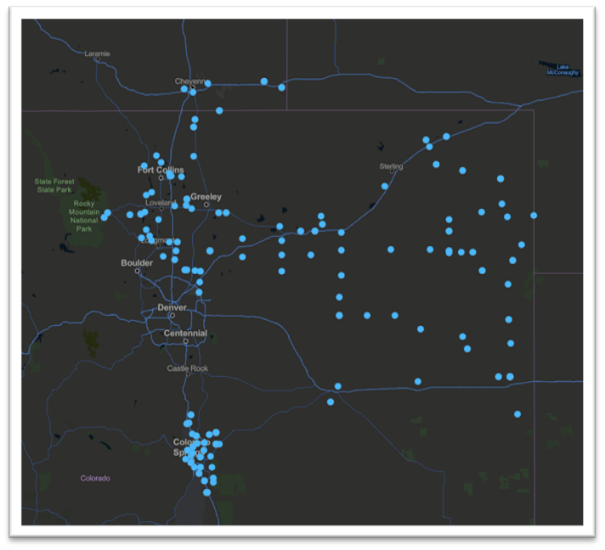 Laramie
Cheyenne
Lake
McConaughy
Sterling
Fort Collins
State Forest
State Park
Loveland
Greeley
Rocky
Mountain
National
Park
Boulder
Denver
Centennial
Castle Rock
Colorado
Colorado